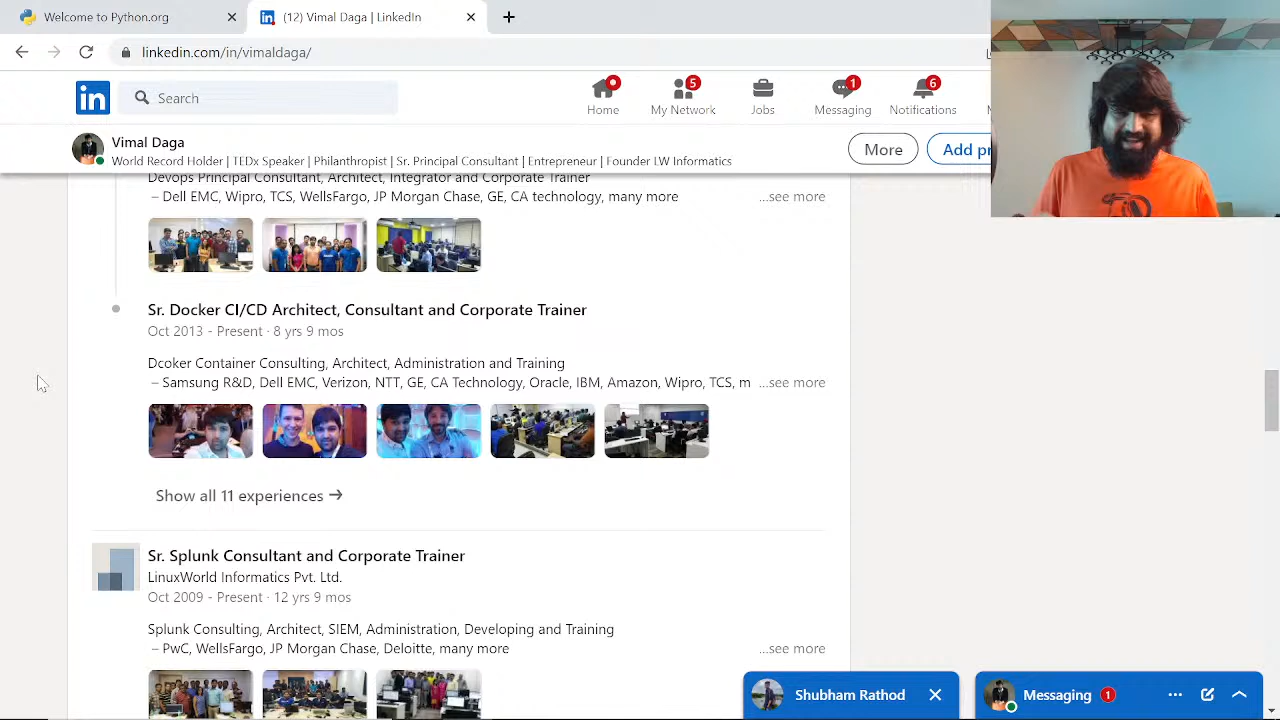 Welcome to Python.org
(12) Vimal Daga | LinkedIn
linkedin.com/in/vimaldaga/
in
Search
5
1
6
Home
My Network
Jobs
Messaging
Notifications
Vimal Daga
World Record Holder | TEDx Speaker | Philanthropist | Sr. Principal Consultant | Entrepreneur | Founder LW Informatics
More
Add pr
Devops Principal Consultant, Architect, Integrator and Corporate Trainer
– Dell EMC, Wipro, TCS, WellsFargo, JP Morgan Chase, GE, CA technology, many more
...see more
Sr. Docker CI/CD Architect, Consultant and Corporate Trainer
Oct 2013 - Present · 8 yrs 9 mos
Dcoker Container Consulting, Architect, Administration and Training
– Samsung R&D, Dell EMC, Verizon, NTT, GE, CA Technology, Oracle, IBM, Amazon, Wipro, TCS, m
...see more
Show all 11 experiences →
Sr. Splunk Consultant and Corporate Trainer
LinuxWorld Informatics Pvt. Ltd.
Oct 2009 - Present · 12 yrs 9 mos
Splunk Consulting, Architect, SIEM, Administration, Developing and Training
– PwC, WellsFargo, JP Morgan Chase, Deloitte, many more
...see more
Shubham Rathod
Messaging 1